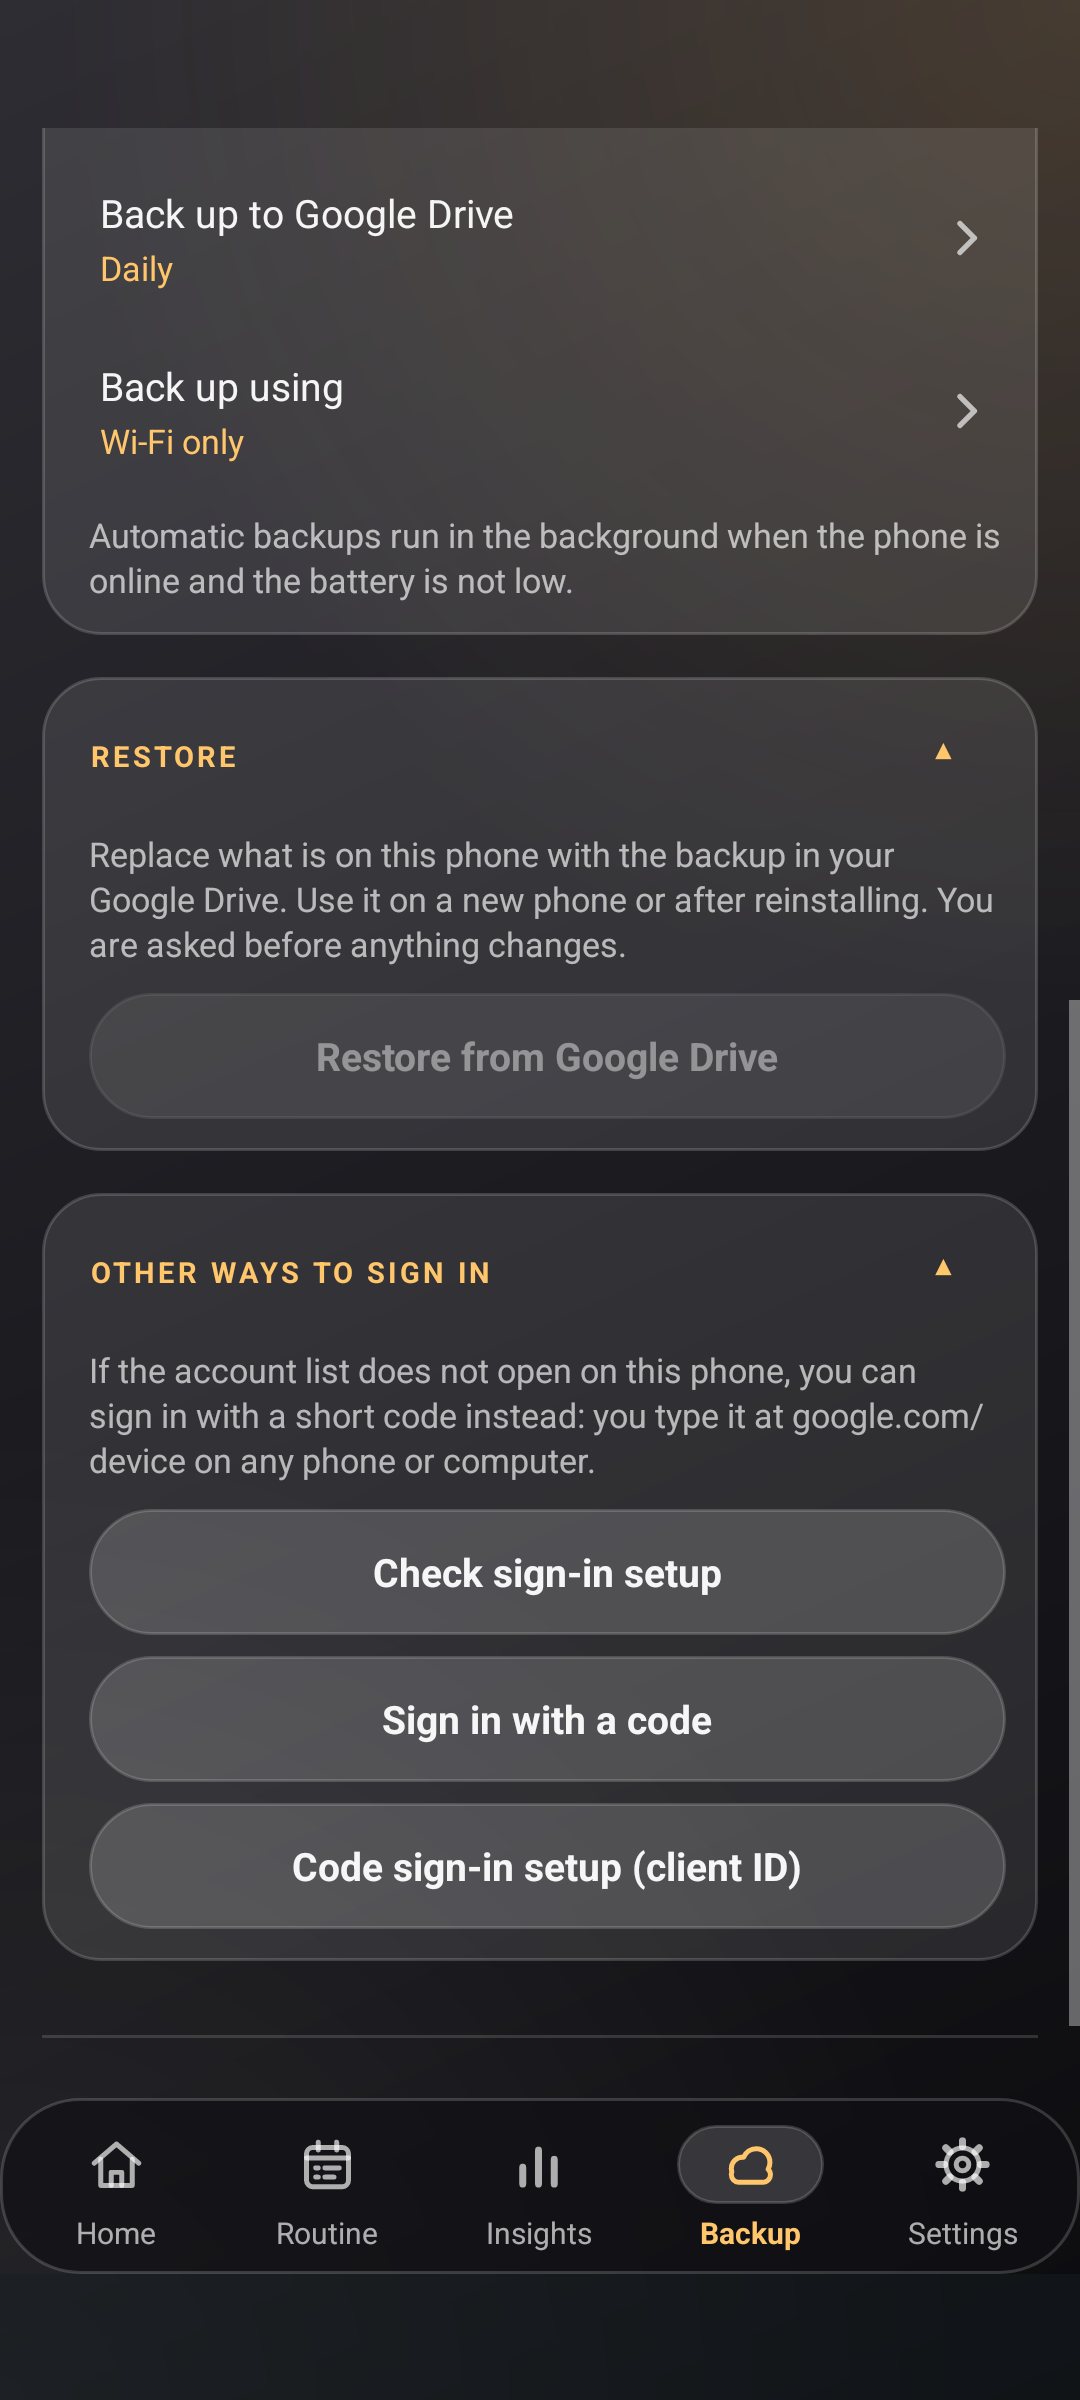 Back up to Google Drive
Daily
Back up using
Wi-Fi only
Automatic backups run in the background when the phone is
online and the battery is not low.
RESTORE
Replace what is on this phone with the backup in your
Google Drive. Use it on a new phone or after reinstalling. You
are asked before anything changes.
Restore from Google Drive
OTHER WAYS TO SIGN IN
If the account list does not open on this phone, you can
sign in with a short code instead: you type it at google.com/
device on any phone or computer.
Check sign-in setup
Sign in with a code
Code sign-in setup (client ID)
Home
Routine
Insights
Backup
Settings